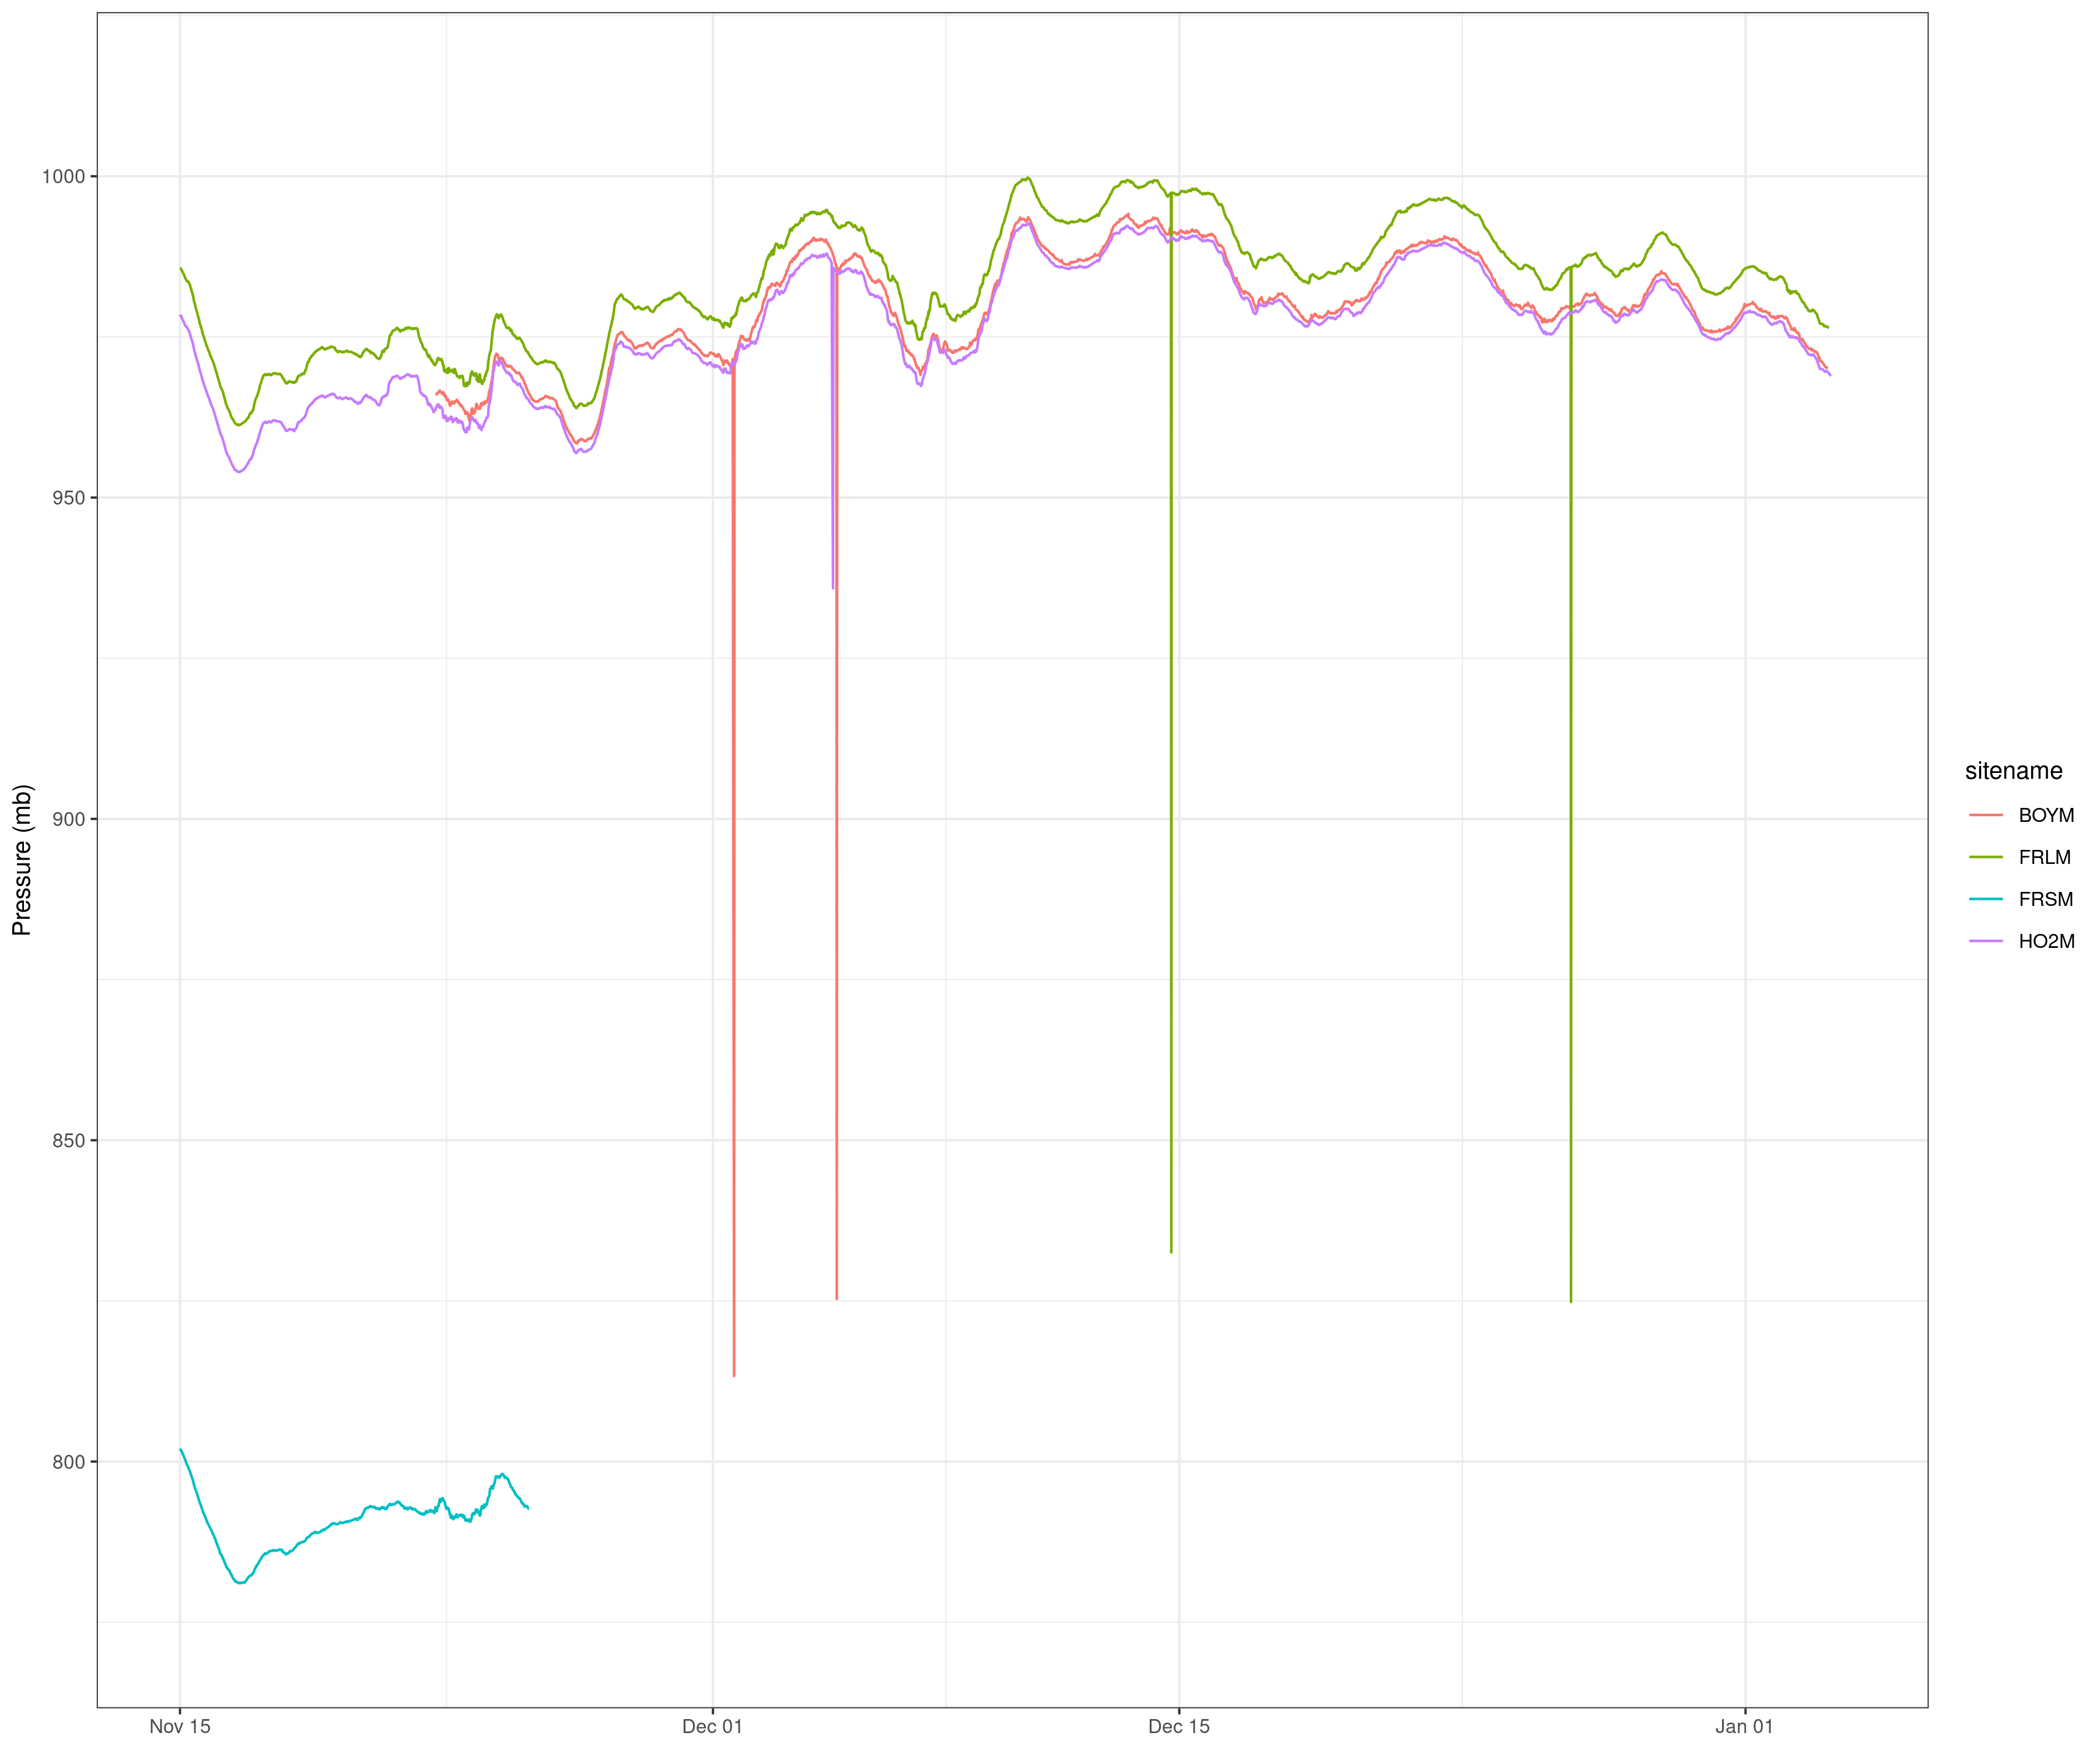 1000
950
900
850
800
Pressure (mb)
Nov 15
Dec 01
Dec 15
Jan 01
sitename
BOYM
FRLM
FRSM
HO2M